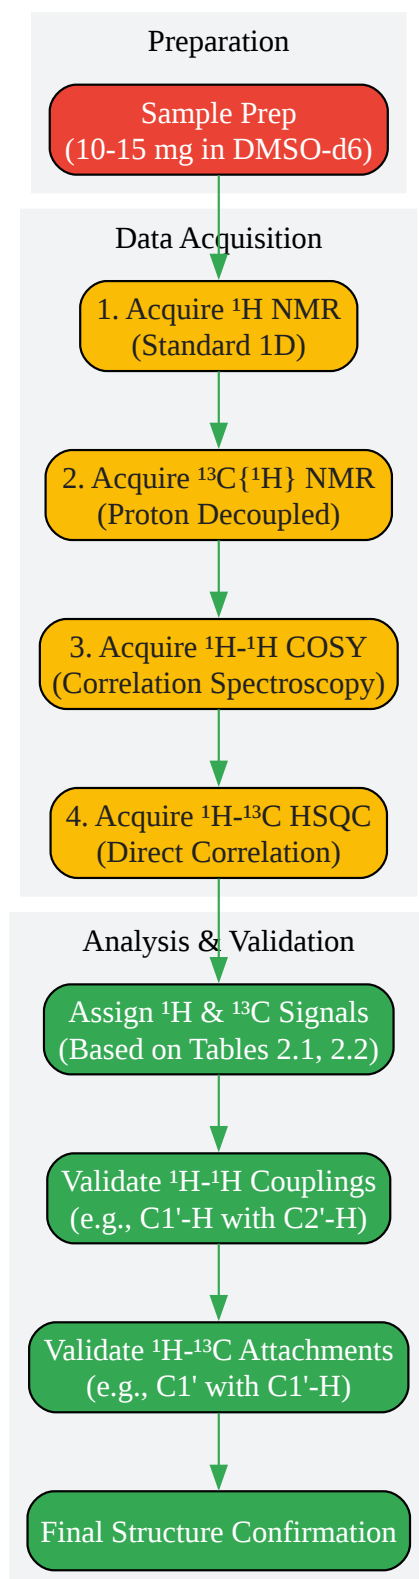 Preparation
Sample Prep
(10-15 mg in DMSO-d6)
Data Acquisition
1. Acquire ¹H NMR
(Standard 1D)
2. Acquire ¹³C{¹H} NMR
(Proton Decoupled)
3. Acquire ¹H-¹H COSY
(Correlation Spectroscopy)
4. Acquire ¹H-¹³C HSQC
(Direct Correlation)
Analysis & Validation
Assign ¹H & ¹³C Signals
(Based on Tables 2.1, 2.2)
Validate ¹H-¹H Couplings
(e.g., C1'-H with C2'-H)
Validate ¹H-¹³C Attachments
(e.g., C1' with C1'-H)
Final Structure Confirmation